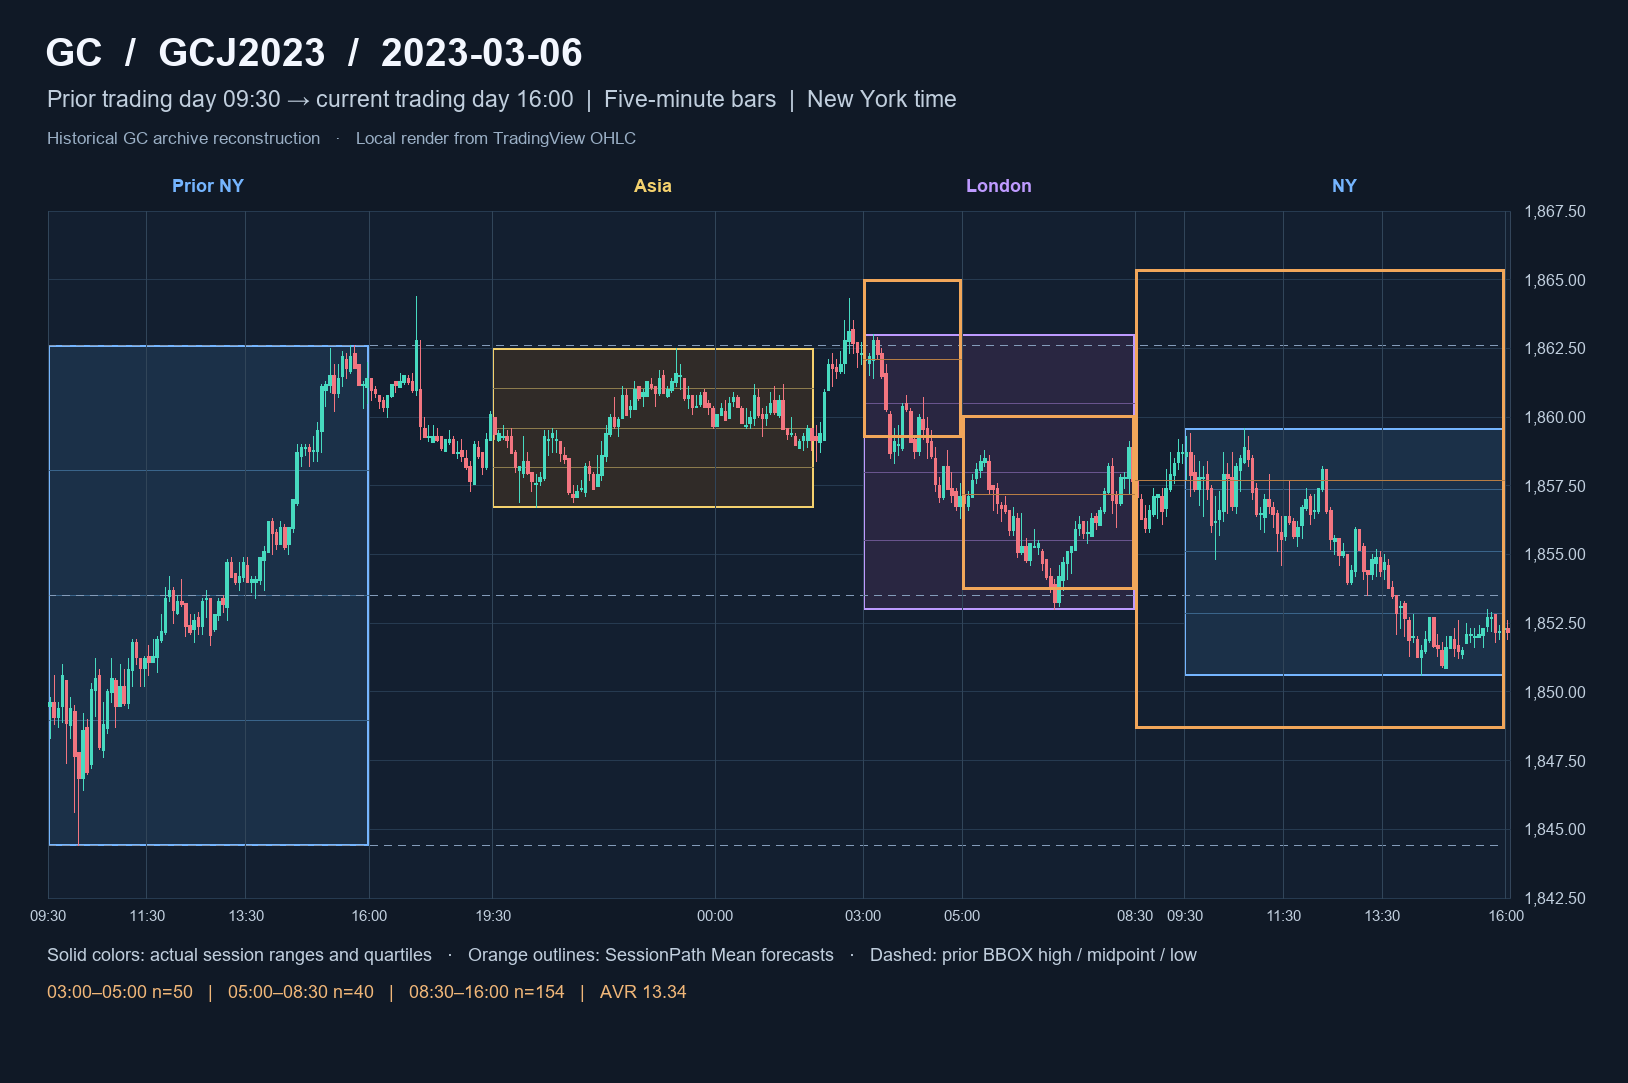 GC / GCJ2023 / 2023-03-06
Prior trading day 09:30 → current trading day 16:00 | Five-minute bars | New York time
Historical GC archive reconstruction · Local render from TradingView OHLC
Prior NY Asia London NY
1,867.50
1,865.00
1,862.50
1,860.00
1,857.50
1,855.00
1,852.50
1,850.00
1,847.50
1,845.00
1,842.50
09:30 11:30 13:30 16:00 19:30 00:00 03:00 05:00 08:30 09:30 11:30 13:30 16:00
Solid colors: actual session ranges and quartiles · Orange outlines: SessionPath Mean forecasts · Dashed: prior BBOX high / midpoint / low
03:00–05:00 n=50 | 05:00–08:30 n=40 | 08:30–16:00 n=154 | AVR 13.34